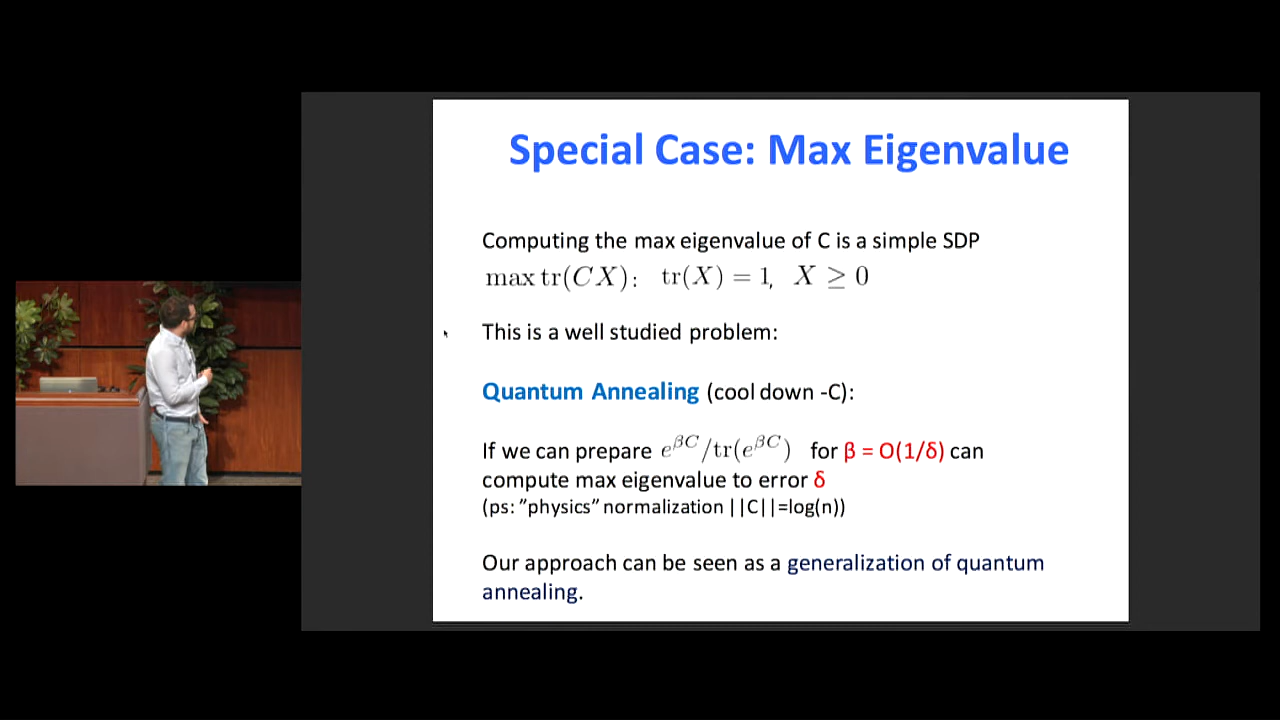 Special Case: Max Eigenvalue
Computing the max eigenvalue of C is a simple SDP
max tr(CX): tr(X) = 1, X ≥ 0
This is a well studied problem:
Quantum Annealing (cool down -C):
If we can prepare e^{βC}/tr(e^{βC}) for β = O(1/δ) can
compute max eigenvalue to error δ
(ps: ”physics” normalization ||C||=log(n))
Our approach can be seen as a generalization of quantum
annealing.